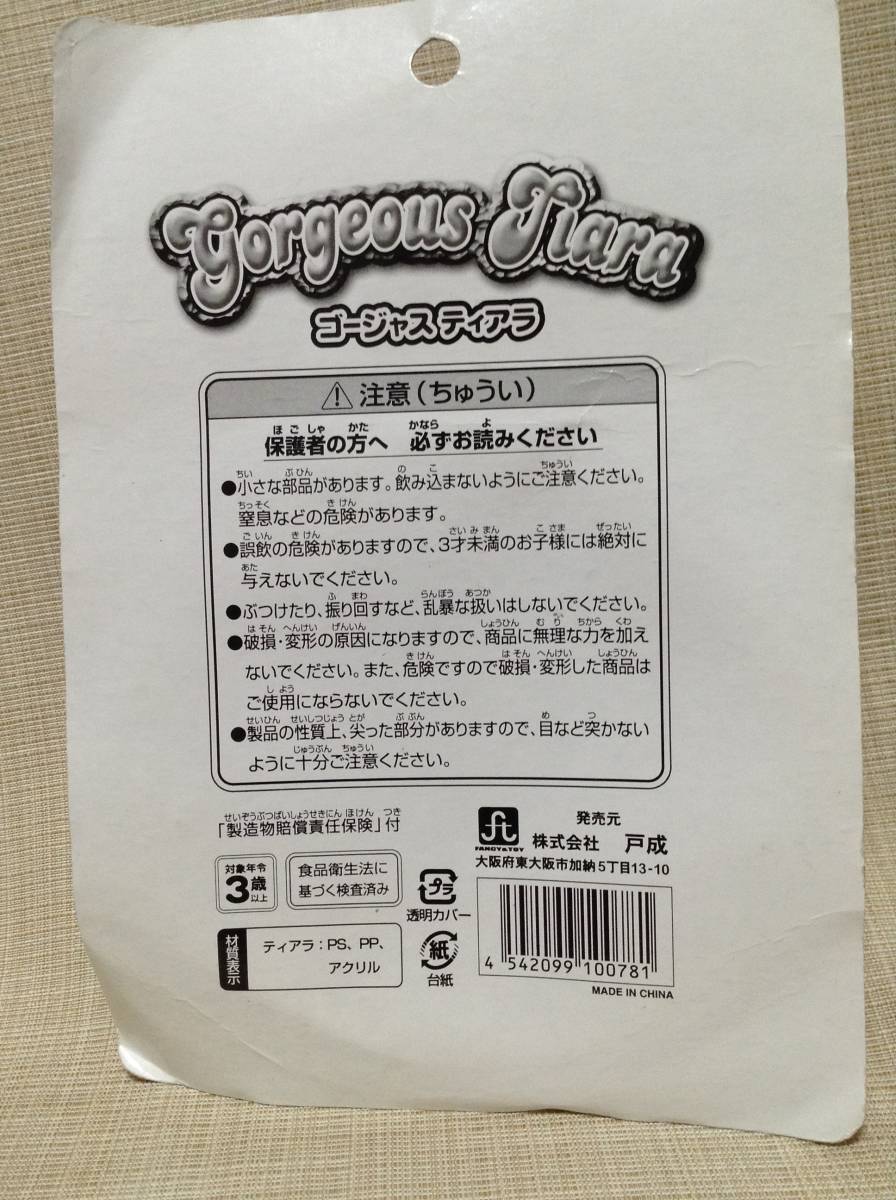 Gorgeous Tiara
ゴージャス ティアラ
⚠ 注意(ちゅうい)
保護者の方へ 必ずお読みください
●小さな部品があります。飲み込まないようにご注意ください。
窒息などの危険があります。
●誤飲の危険がありますので、3才未満のお子様には絶対に
与えないでください。
●ぶつけたり、振り回すなど、乱暴な扱いはしないでください。
●破損・変形の原因になりますので、商品に無理な力を加え
ないでください。また、危険ですので破損・変形した商品は
ご使用にならないでください。
●製品の性質上、尖った部分がありますので、目など突かない
ように十分ご注意ください。
「製造物賠償責任保険」付
対象年令
3歳以上
食品衛生法に
基づく検査済み
材質表示
ティアラ:PS、PP、
アクリル
プラ
透明カバー
紙
台紙
ft
FANCY&TOY
発売元
株式会社 戸成
大阪府東大阪市加納5丁目13-10
4 542099 100781
MADE IN CHINA